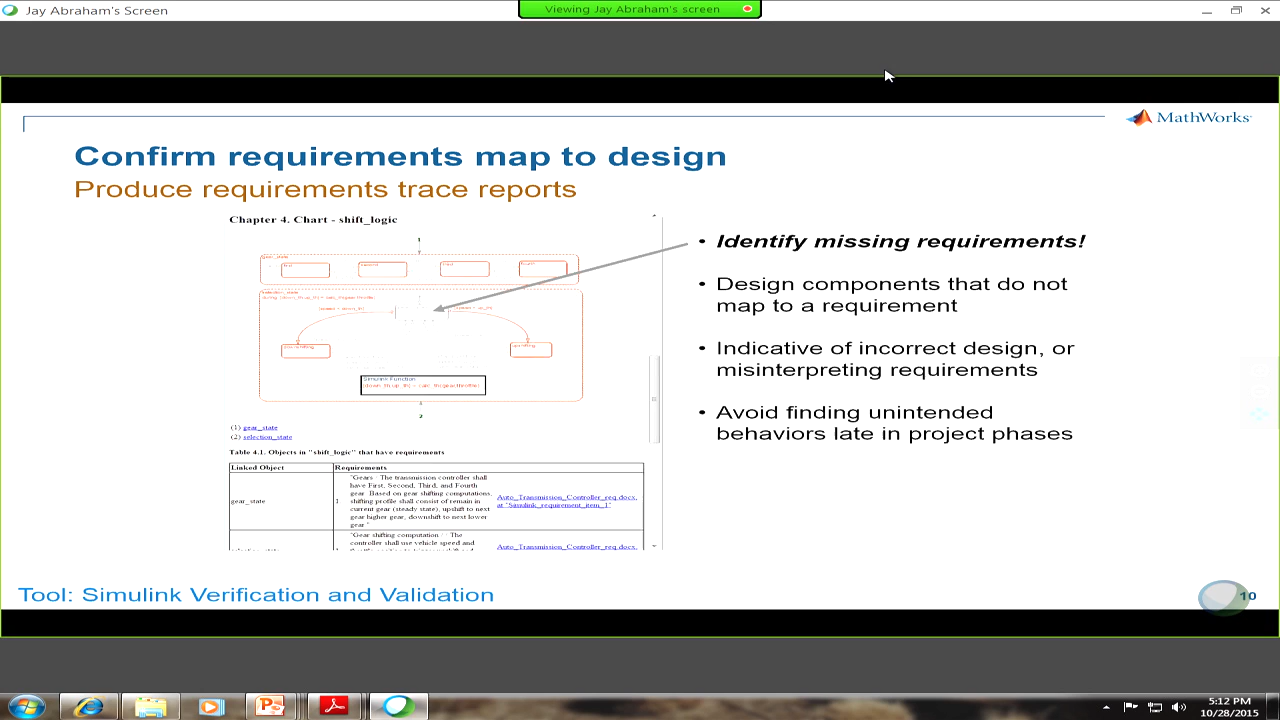 Jay Abraham's Screen
Viewing Jay Abraham's screen
MathWorks
Confirm requirements map to design
Produce requirements trace reports
Chapter 4. Chart - shift_logic
1
gear_state
Simulink Function
2
(1) gear_state
(2) selection_state
Table 4.1. Objects in "shift_logic" that have requirements
Linked Object Requirements
gear_state
1
"Gears - The transmission controller shall
have First, Second, Third, and Fourth
gear. Based on gear shifting computations,
shifting profile shall consist of remain in
current gear (steady state), upshift to next
gear higher gear, downshift to next lower
gear "
Auto_Transmission_Controller_req.docx,
at "Simulink_requirement_item_1"
"Gear shifting computation - The
controller shall use vehicle speed and
Auto_Transmission_Controller_req.docx,
• Identify missing requirements!
• Design components that do not
map to a requirement
• Indicative of incorrect design, or
misinterpreting requirements
• Avoid finding unintended
behaviors late in project phases
Tool: Simulink Verification and Validation
10
5:12 PM
10/28/2015